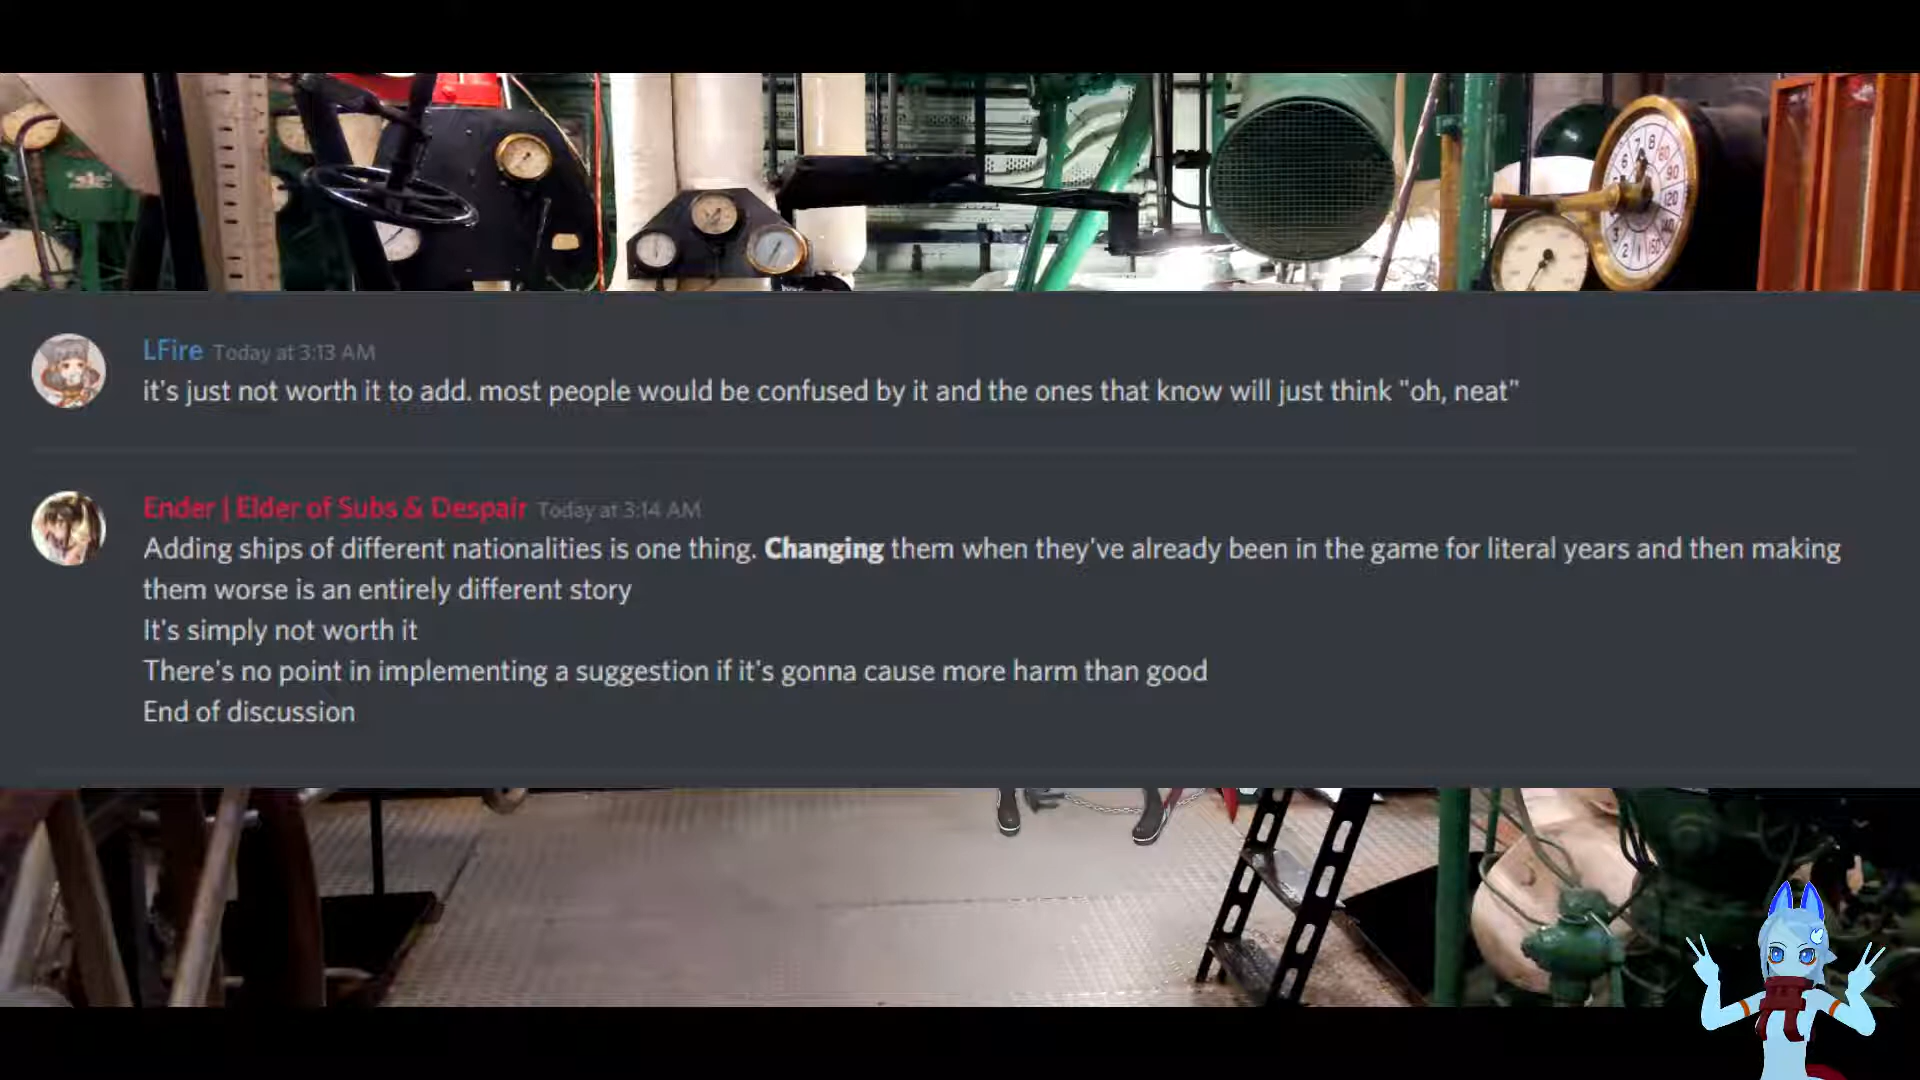 LFire Today at 3:13 AM
it's just not worth it to add. most people would be confused by it and the ones that know will just think "oh, neat"
Ender | Elder of Subs & Despair Today at 3:14 AM
Adding ships of different nationalities is one thing. Changing them when they've already been in the game for literal years and then making
them worse is an entirely different story
It's simply not worth it
There's no point in implementing a suggestion if it's gonna cause more harm than good
End of discussion